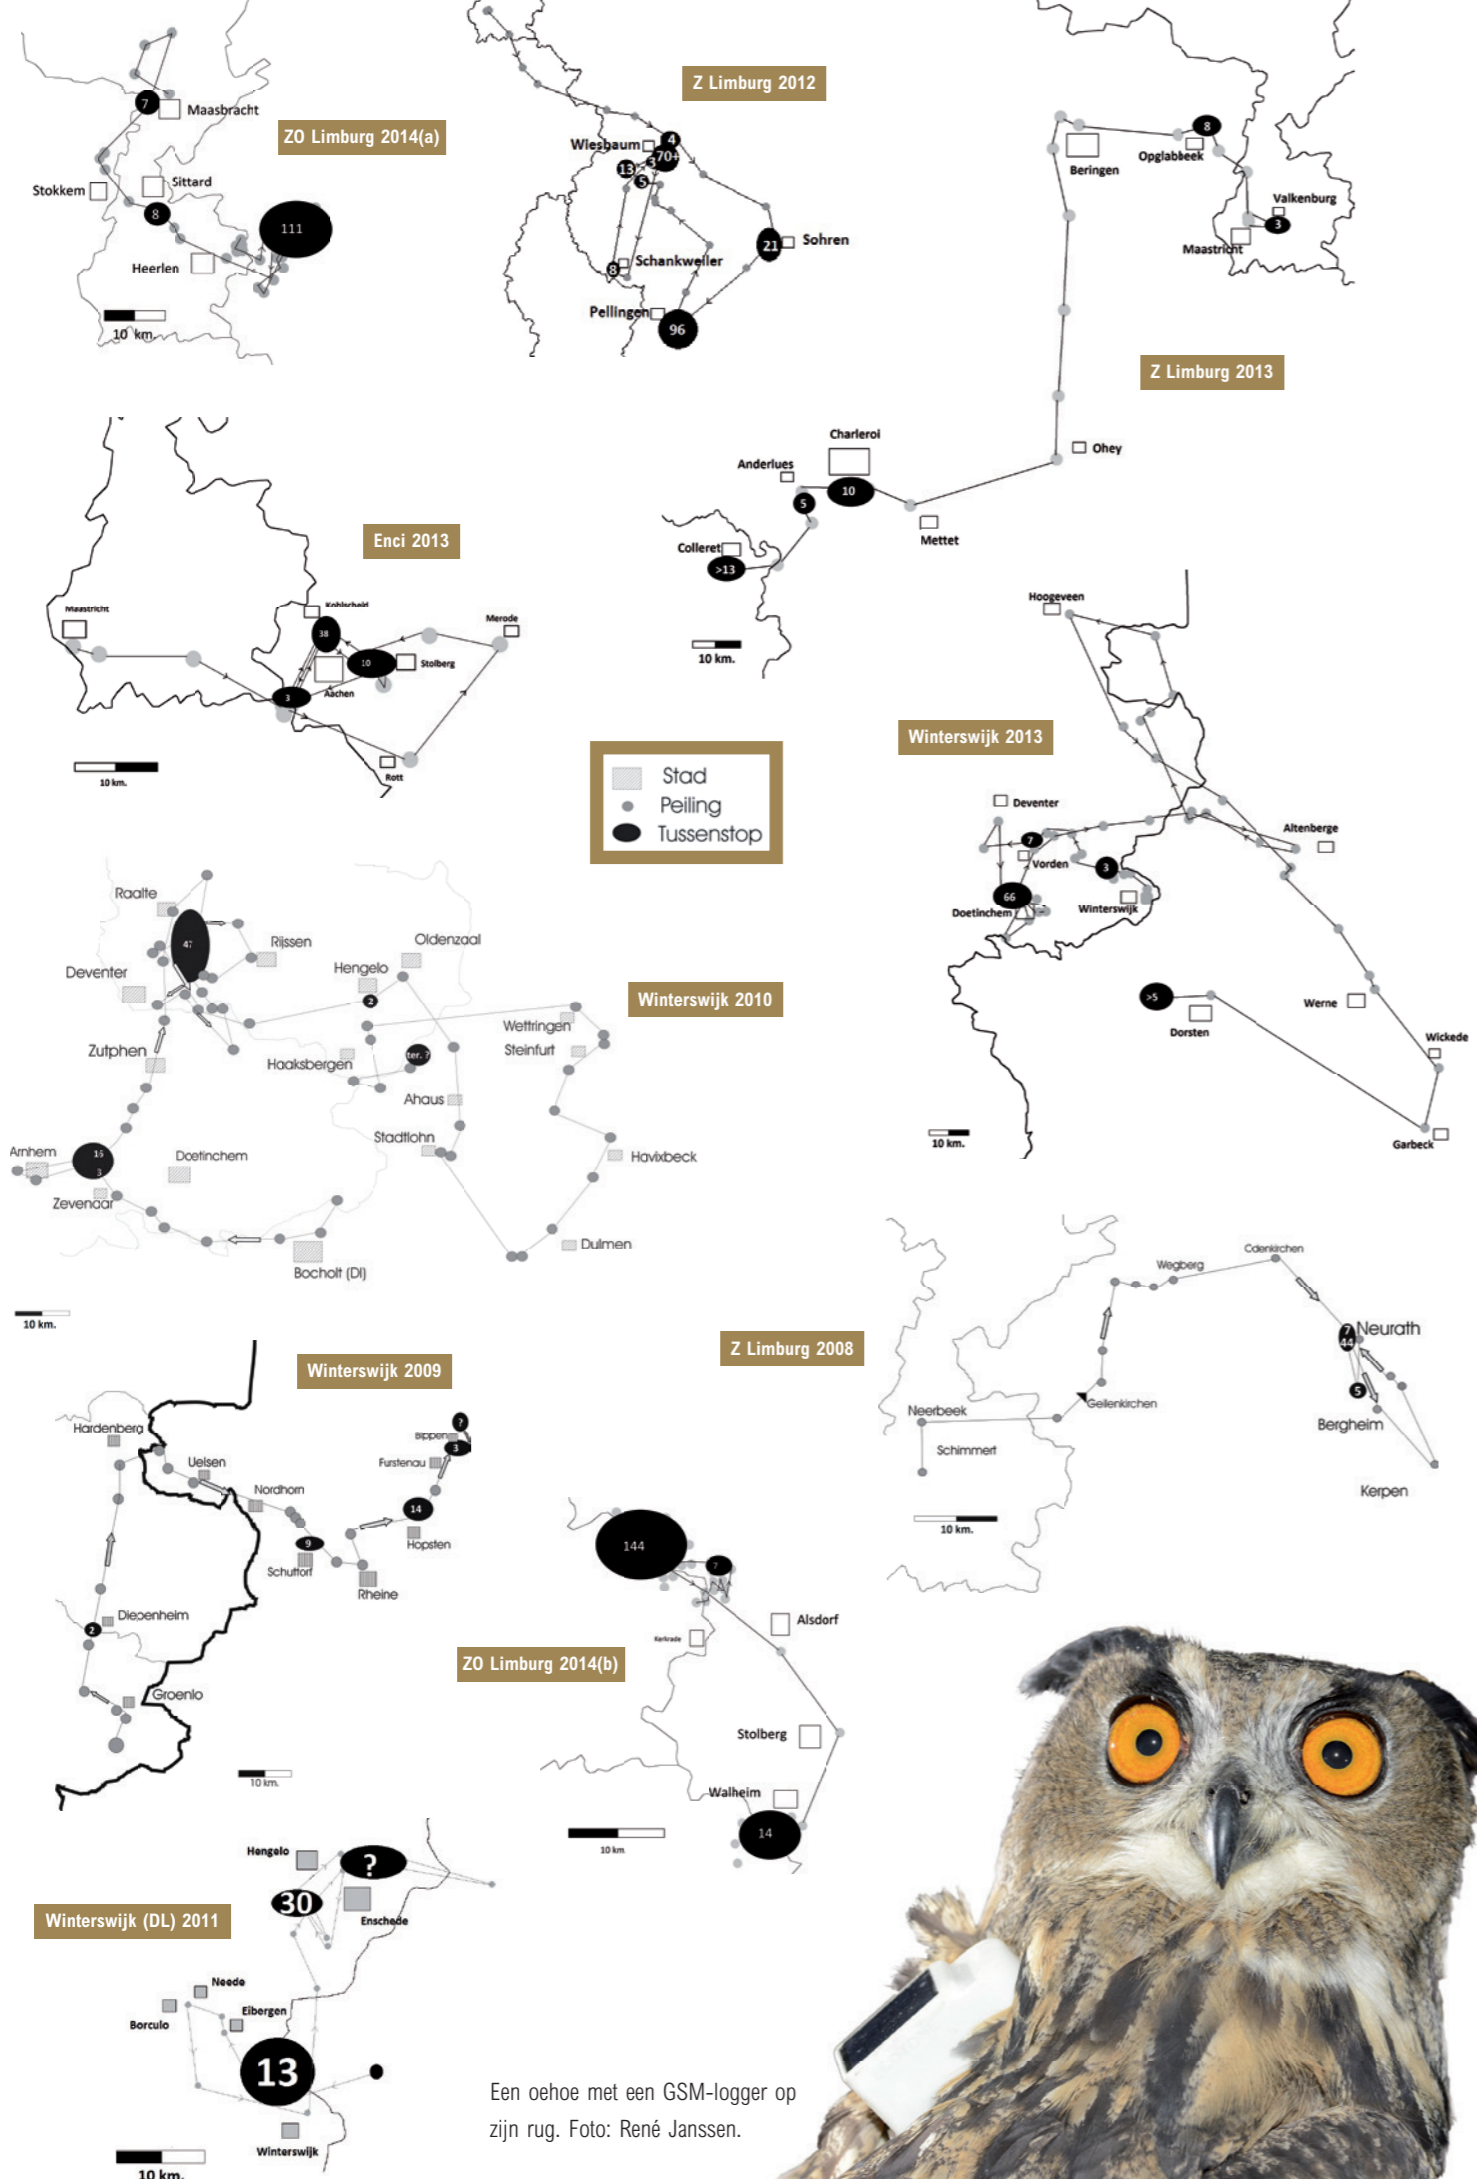 ZO Limburg 2014(a)
7
Maasbracht
Stokkem
Sittard
8
111
Heerlen
10 km.
Z Limburg 2012
Wiesbaum
4
3
70+
13
5
21
Sohren
8
Schankweiler
Pellingen
96
Z Limburg 2013
8
Opglabbeek
Beringen
Valkenburg
3
Maastricht
Ohey
Charleroi
Anderlues
10
5
Mettet
Colleret
>13
10 km.
Enci 2013
Maastricht
Kohlscheid
38
Merode
10
Stolberg
Aachen
3
Rott
10 km.
Stad
Peiling
Tussenstop
Winterswijk 2013
Hoogeveen
Deventer
7
Vorden
Altenberge
3
66
Doetinchem
Winterswijk
>5
Dorsten
Werne
Wickede
Garbeck
10 km.
Winterswijk 2010
Raalte
47
Rijssen
Oldenzaal
Deventer
Hengelo
2
Wettringen
Zutphen
Haaksbergen
ter. ?
Steinfurt
Ahaus
Stadtlohn
Arnhem
16
3
Doetinchem
Havixbeck
Zevenaar
Dulmen
Bocholt (Dl)
10 km.
Z Limburg 2008
Wegberg
Odenkirchen
7
44
Neurath
5
Neerbeek
Geilenkirchen
Bergheim
Schimmert
Kerpen
10 km.
Winterswijk 2009
Hardenberg
?
Bippen
3
Uelsen
Furstenau
Nordhorn
14
Hopsten
9
Schuttorf
Rheine
Diepenheim
2
Groenlo
10 km.
ZO Limburg 2014(b)
144
7
Alsdorf
Kerkrade
Stolberg
Walheim
14
10 km
Winterswijk (DL) 2011
Hengelo
?
30
Enschede
Neede
Borculo
Eibergen
13
Winterswijk
10 km.
Een oehoe met een GSM-logger op
zijn rug. Foto: René Janssen.